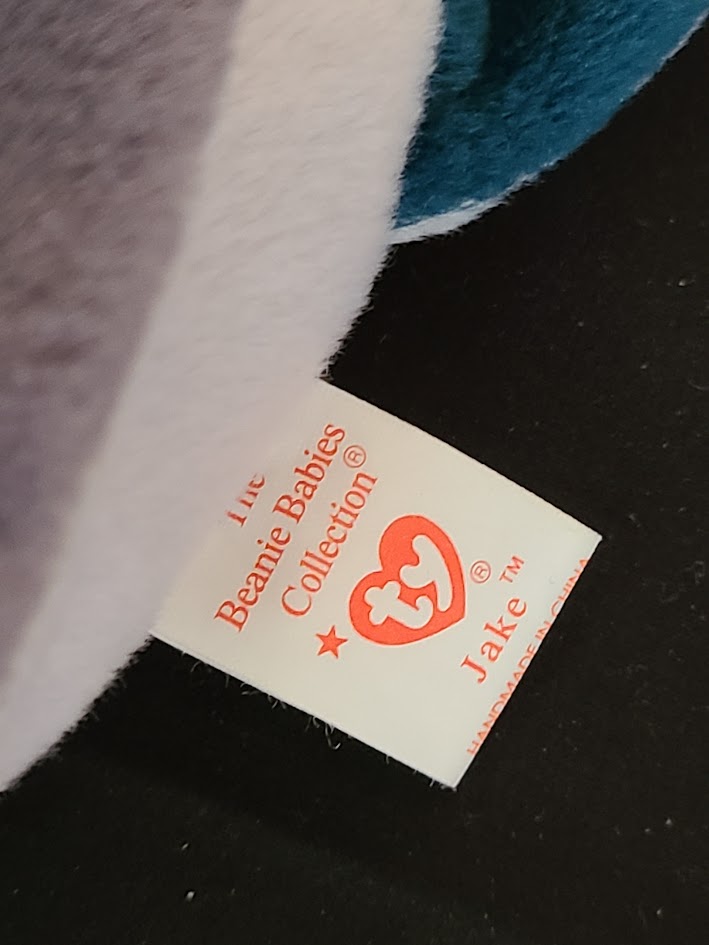 The
Beanie Babies
Collection®
ty®
Jake™
HANDMADE IN CHINA